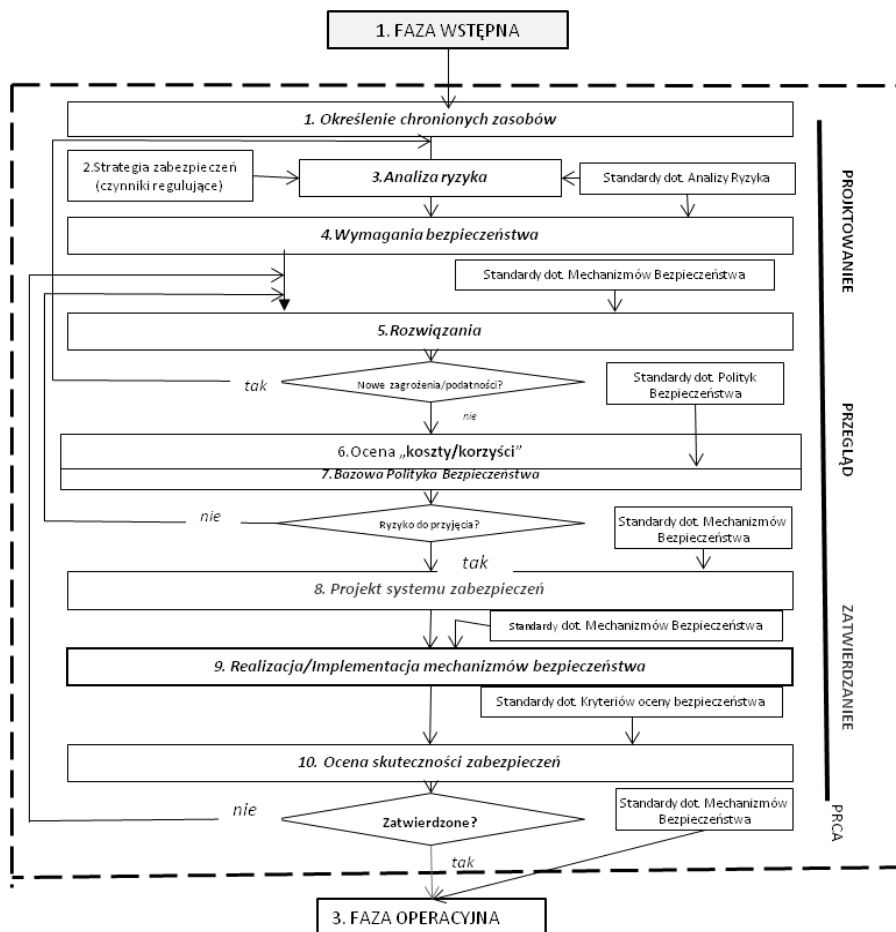 1. FAZA WSTĘPNA
1. Określenie chronionych zasobów
2.Strategia zabezpieczeń
(czynniki regulujące)
3.Analiza ryzyka
Standardy dot. Analizy Ryzyka
4.Wymagania bezpieczeństwa
Standardy dot. Mechanizmów Bezpieczeństwa
5.Rozwiązania
tak
Nowe zagrożenia/podatności?
Standardy dot. Polityk
Bezpieczeństwa
nie
6.Ocena „koszty/korzyści”
7.Bazowa Polityka Bezpieczeństwa
nie
Ryzyko do przyjęcia?
Standardy dot. Mechanizmów
Bezpieczeństwa
tak
8. Projekt systemu zabezpieczeń
Standardy dot. Mechanizmów Bezpieczeństwa
9. Realizacja/Implementacja mechanizmów bezpieczeństwa
Standardy dot. Kryteriów oceny bezpieczeństwa
10. Ocena skuteczności zabezpieczeń
nie
Zatwierdzone?
Standardy dot. Mechanizmów
Bezpieczeństwa
tak
3. FAZA OPERACYJNA
PROJKTOWANIEE
PRZEGLĄD
ZATWIERDZANIEE
PRCA